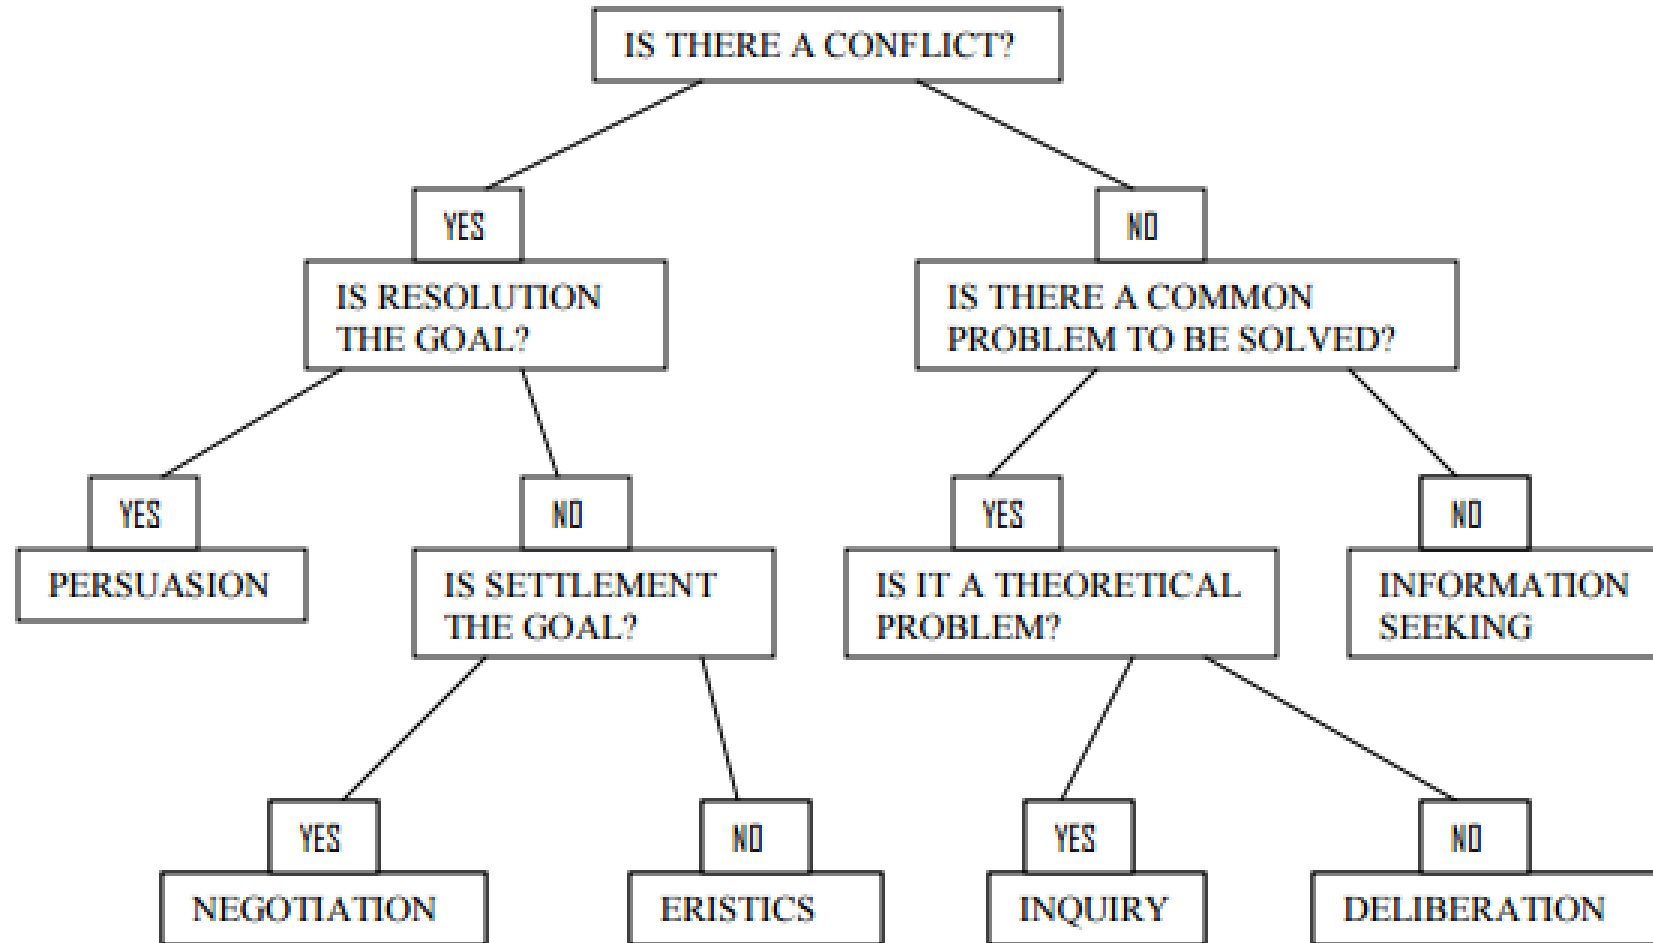 IS THERE A CONFLICT?
YES
NO
IS RESOLUTION
THE GOAL?
IS THERE A COMMON
PROBLEM TO BE SOLVED?
YES
NO
YES
NO
PERSUASION
IS SETTLEMENT
THE GOAL?
IS IT A THEORETICAL
PROBLEM?
INFORMATION
SEEKING
YES
NO
YES
NO
NEGOTIATION
ERISTICS
INQUIRY
DELIBERATION